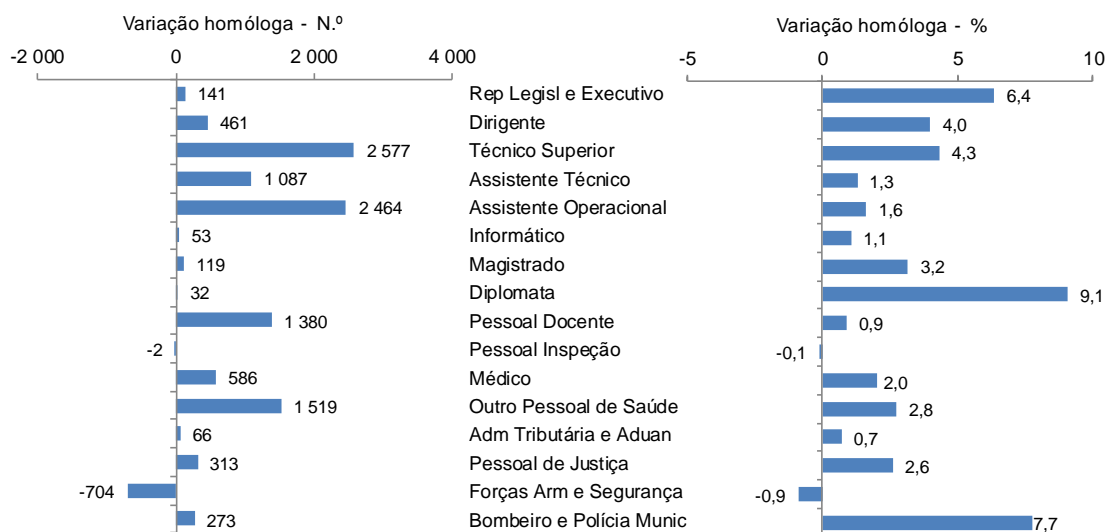 Variação homóloga - N.º Variação homóloga - %
-2 000 0 2 000 4 000 -5 0 5 10
141 Rep Legisl e Executivo 6,4
461 Dirigente 4,0
2 577 Técnico Superior 4,3
1 087 Assistente Técnico 1,3
2 464 Assistente Operacional 1,6
53 Informático 1,1
119 Magistrado 3,2
32 Diplomata 9,1
1 380 Pessoal Docente 0,9
-2 Pessoal Inspeção -0,1
586 Médico 2,0
1 519 Outro Pessoal de Saúde 2,8
66 Adm Tributária e Aduan 0,7
313 Pessoal de Justiça 2,6
-704 Forças Arm e Segurança -0,9
273 Bombeiro e Polícia Munic 7,7